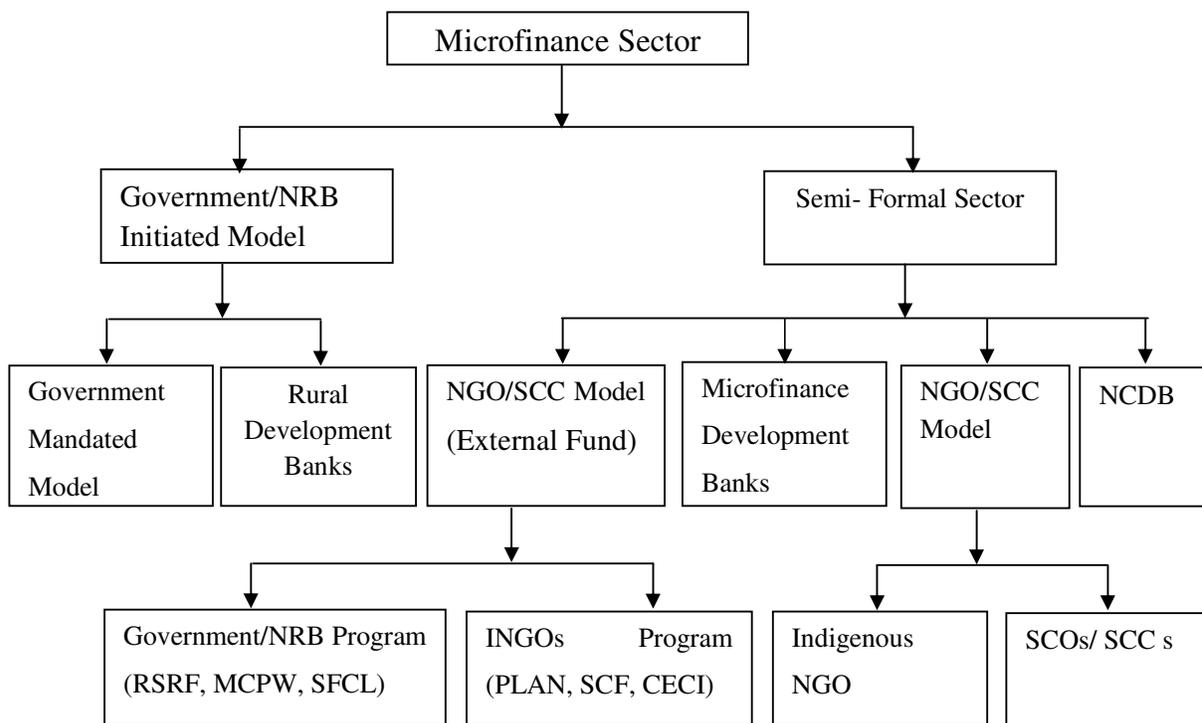 Microfinance Sector
Government/NRB
Initiated Model
Semi- Formal Sector
Government
Mandated
Model
Rural
Development
Banks
NGO/SCC Model
(External Fund)
Microfinance
Development
Banks
NGO/SCC
Model
NCDB
Government/NRB Program
(RSRF, MCPW, SFCL)
INGOs Program
(PLAN, SCF, CECI)
Indigenous
NGO
SCOs/ SCC s